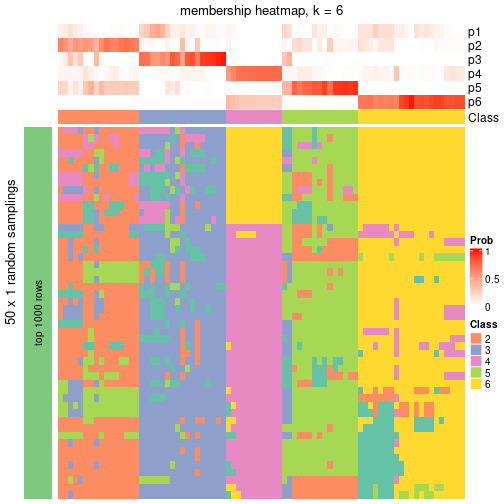 membership heatmap, k = 6
p1
p2
p3
p4
p5
p6
Class
50 x 1 random samplings
top 1000 rows
Prob
1
0.5
0
Class
2
3
4
5
6